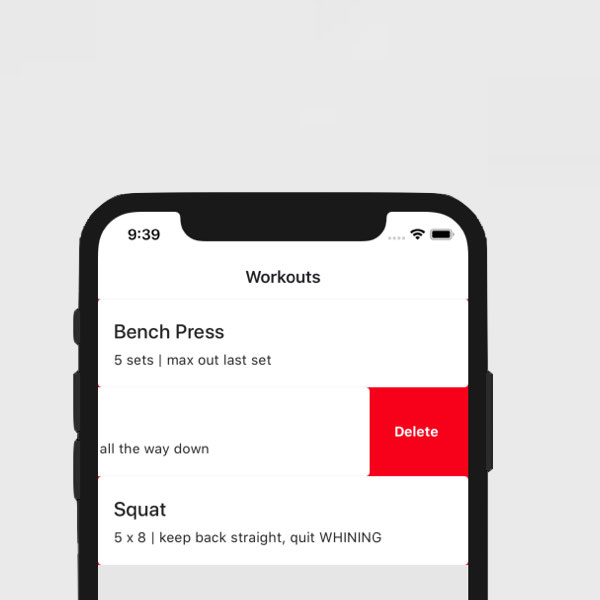 9:39
Workouts
Bench Press
5 sets | max out last set
all the way down
Delete
Squat
5 x 8 | keep back straight, quit WHINING